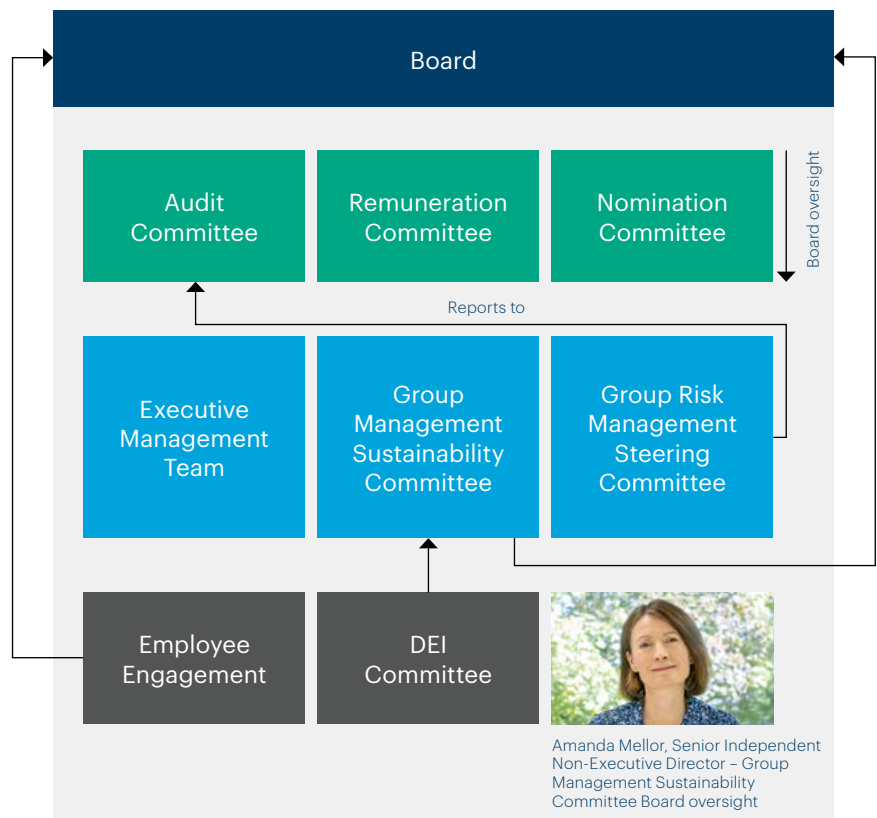 Board
Audit
Committee
Remuneration
Committee
Nomination
Committee
Board oversight
Reports to
Executive
Management
Team
Group
Management
Sustainability
Committee
Group Risk
Management
Steering
Committee
Employee
Engagement
DEI
Committee
Amanda Mellor, Senior Independent
Non-Executive Director – Group
Management Sustainability
Committee Board oversight